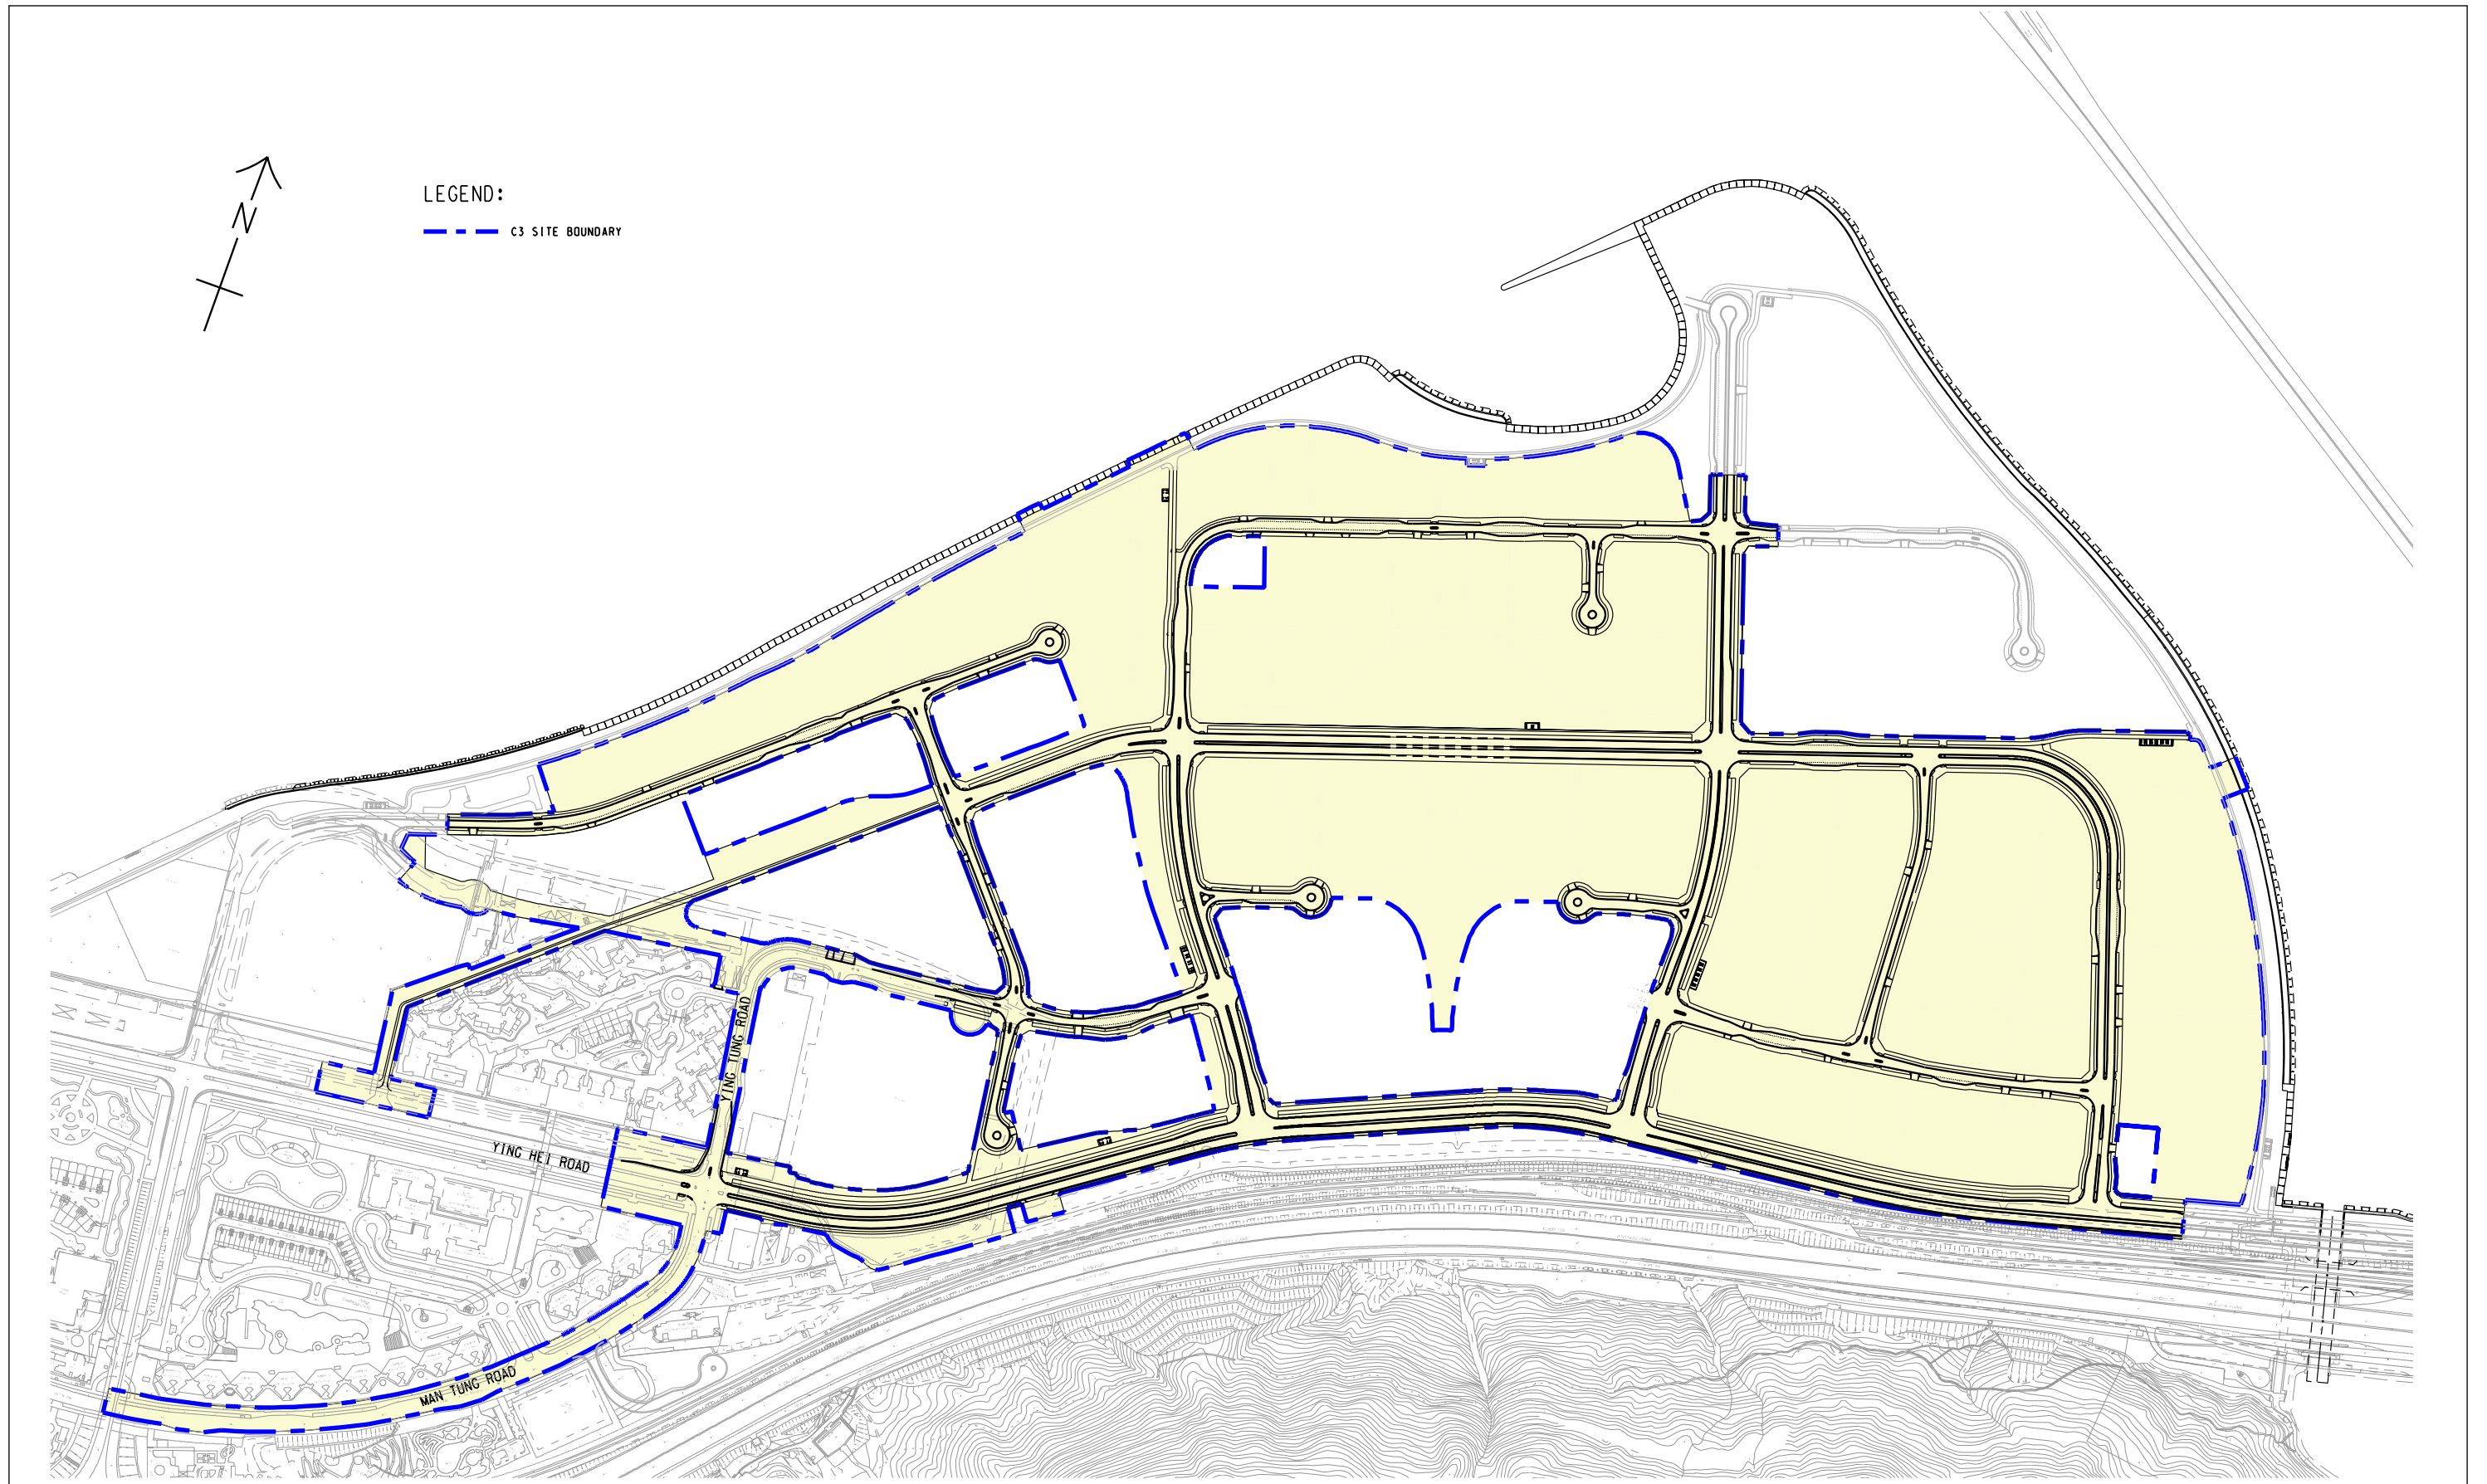 N
LEGEND:
C3 SITE BOUNDARY
YING TUNG ROAD
YING HEI ROAD
MAN TUNG ROAD